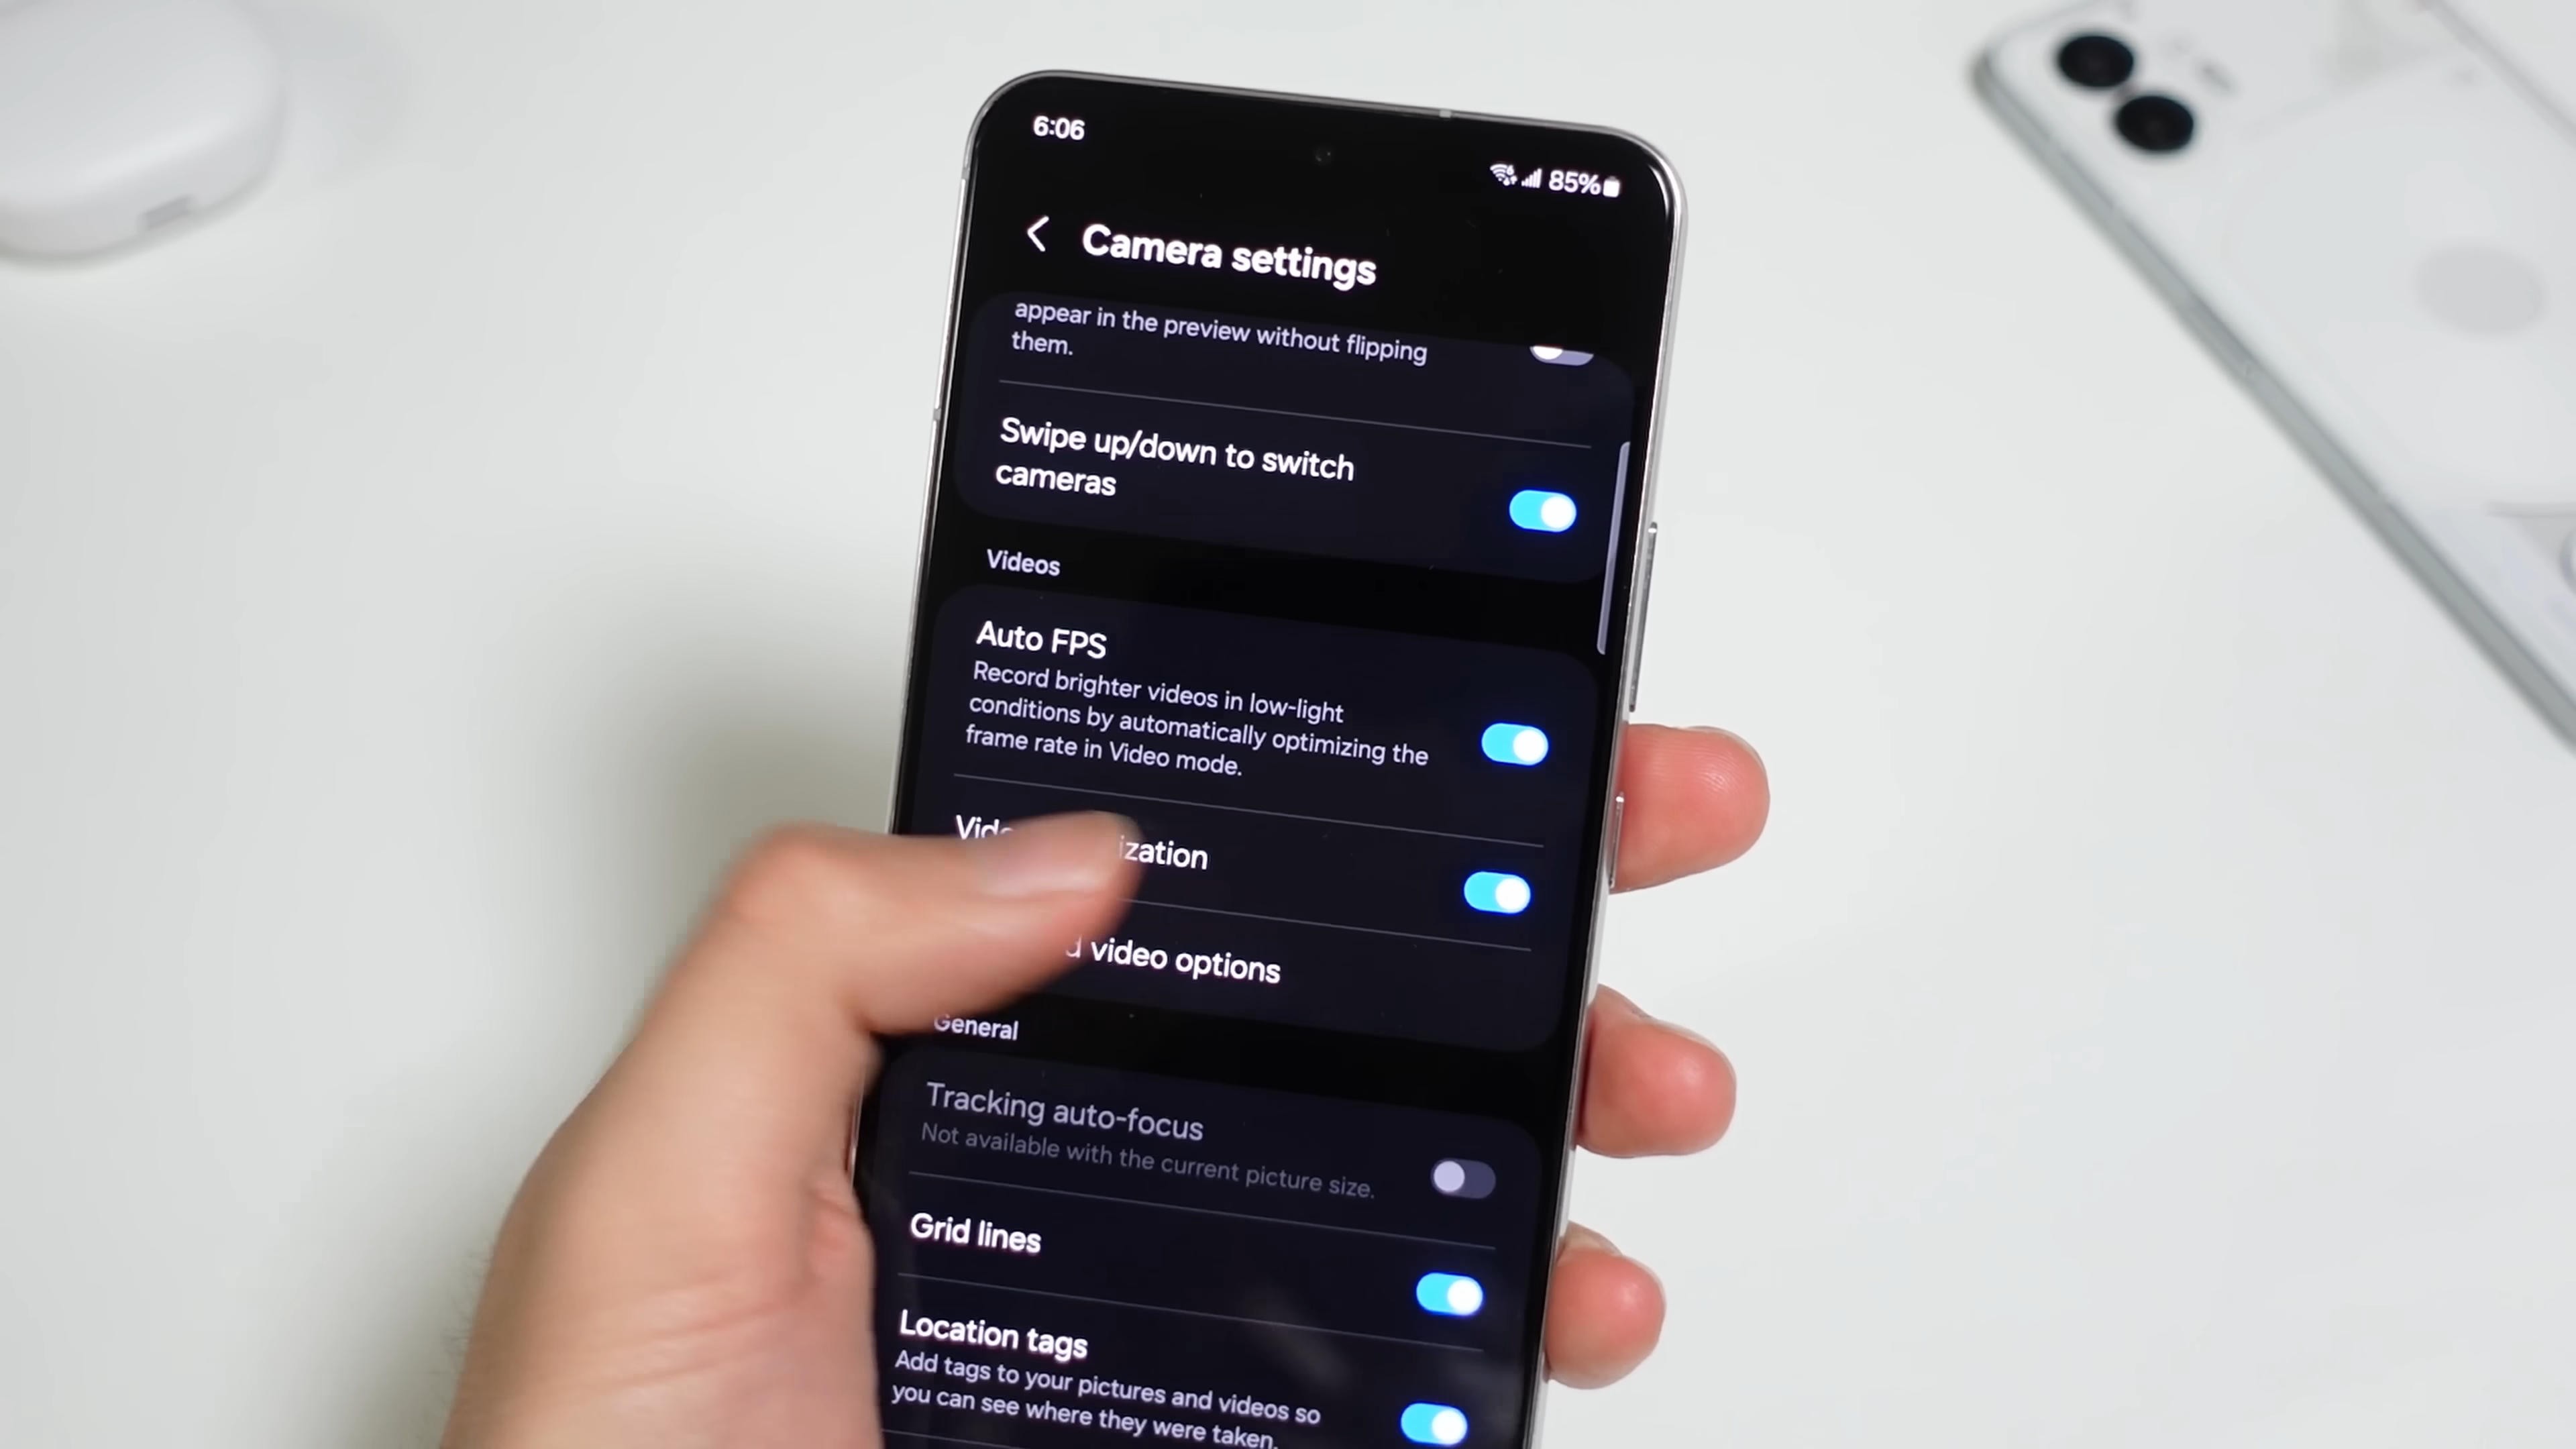 6:06
85%
Camera settings
appear in the preview without flipping
them.
Swipe up/down to switch
cameras
Videos
Auto FPS
Record brighter videos in low-light
conditions by automatically optimizing the
frame rate in Video mode.
video options
General
Tracking auto-focus
Not available with the current picture size.
Grid lines
Location tags
Add tags to your pictures and videos so
you can see where they were taken.